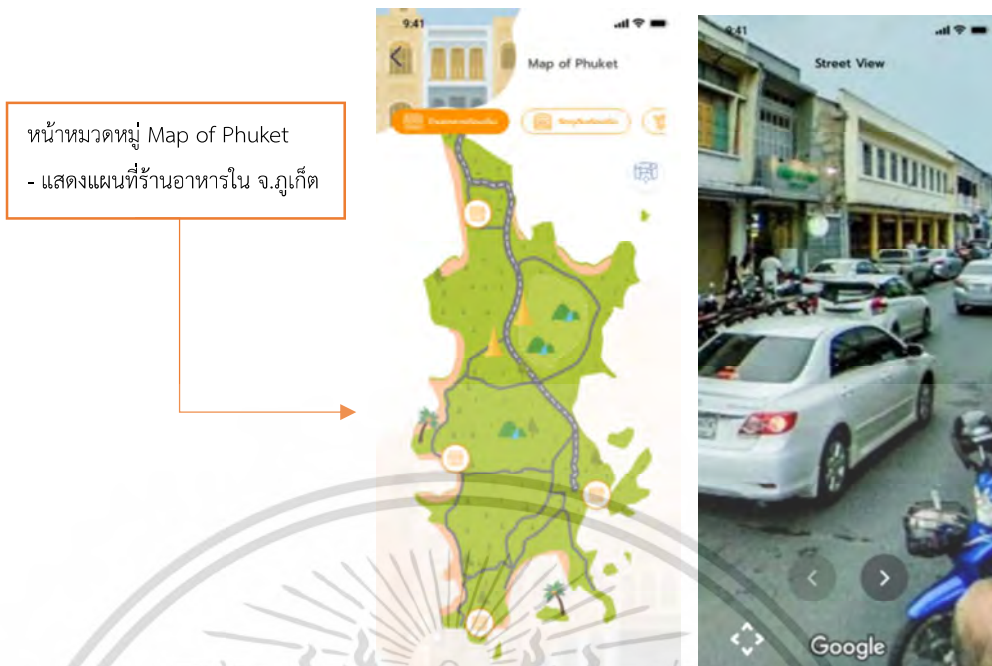 หน้าหมวดหมู่ Map of Phuket
- แสดงแผนที่ร้านอาหารใน จ.ภูเก็ต
9:41
Map of Phuket
9:41
Street View
Google